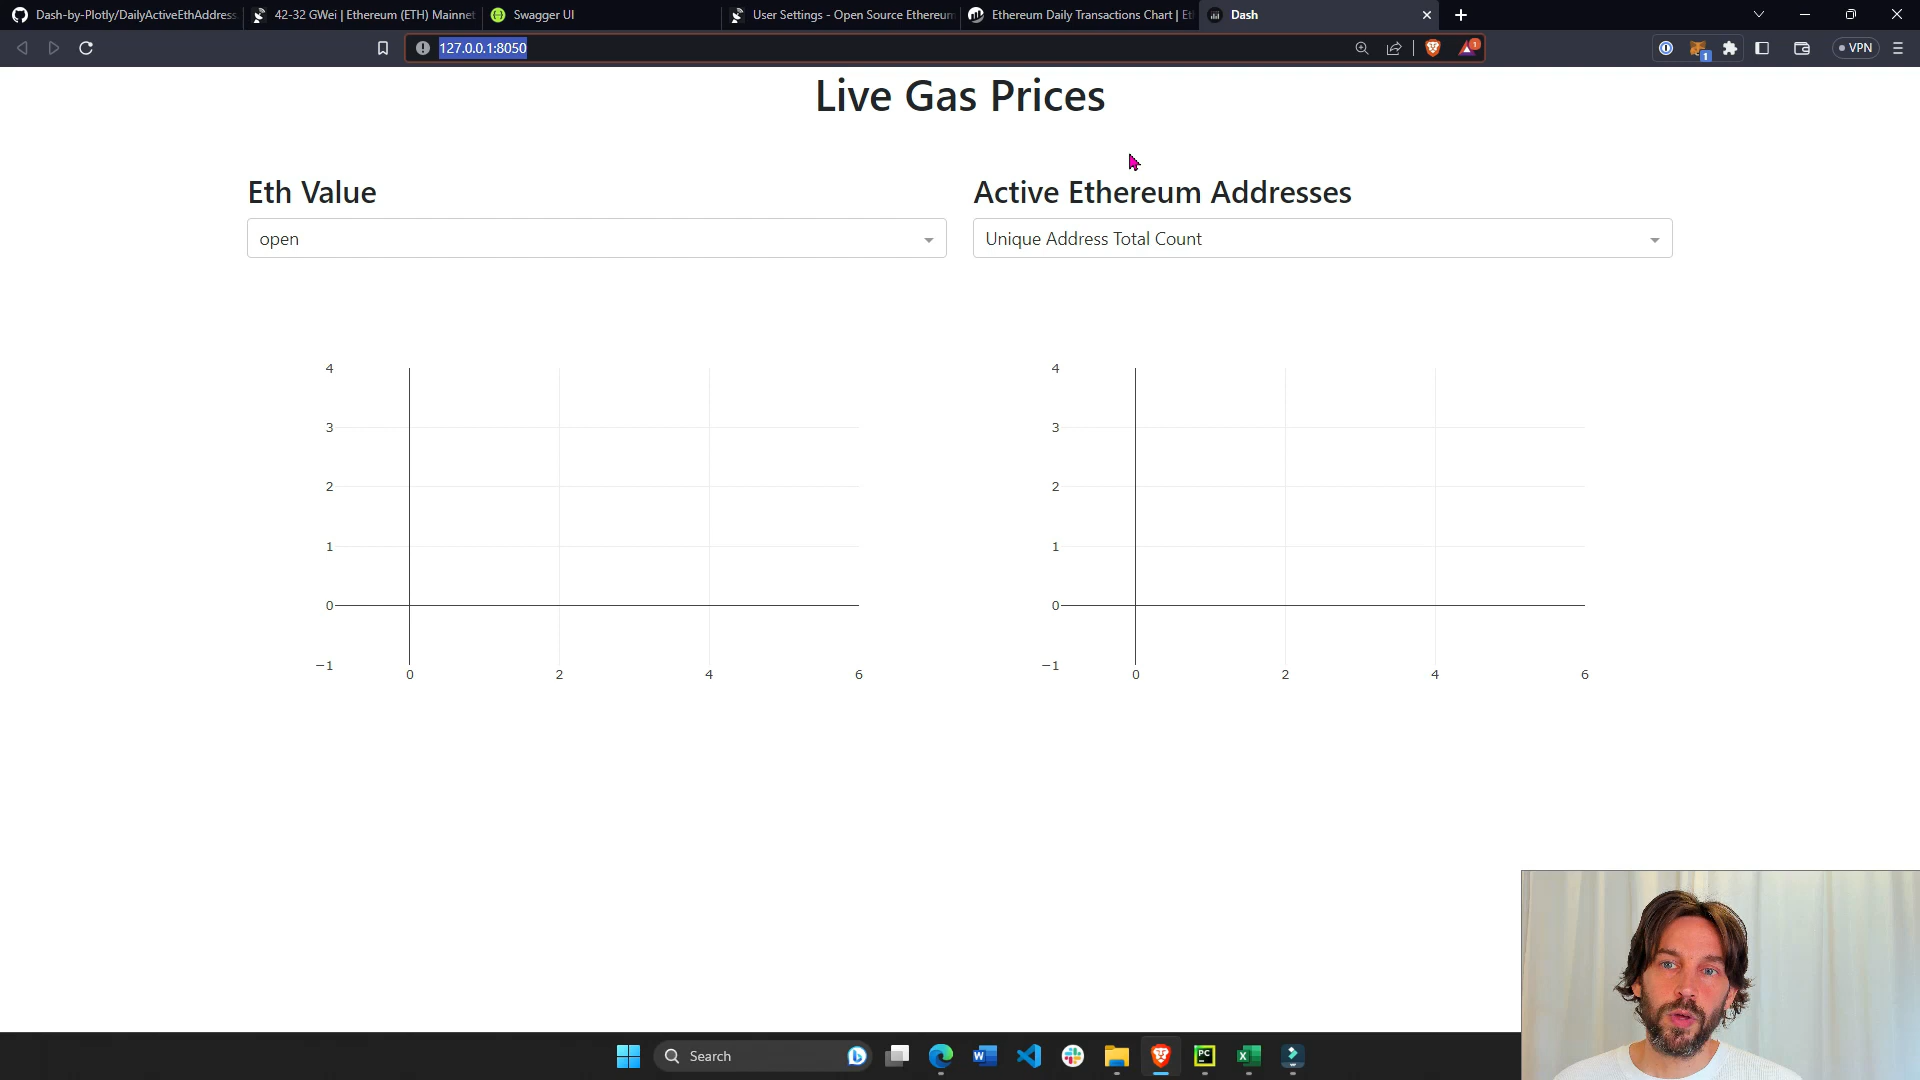 Dash-by-Plotly/DailyActiveEthAddress
42-32 GWei | Ethereum (ETH) Mainnet
Swagger UI
User Settings - Open Source Ethereum
Ethereum Daily Transactions Chart | Et
Dash
127.0.0.1:8050
1
1
VPN
Live Gas Prices
Eth Value
open
Active Ethereum Addresses
Unique Address Total Count
4
3
2
1
0
−1
0
2
4
6
4
3
2
1
0
−1
0
2
4
6
Search
W
PC
X